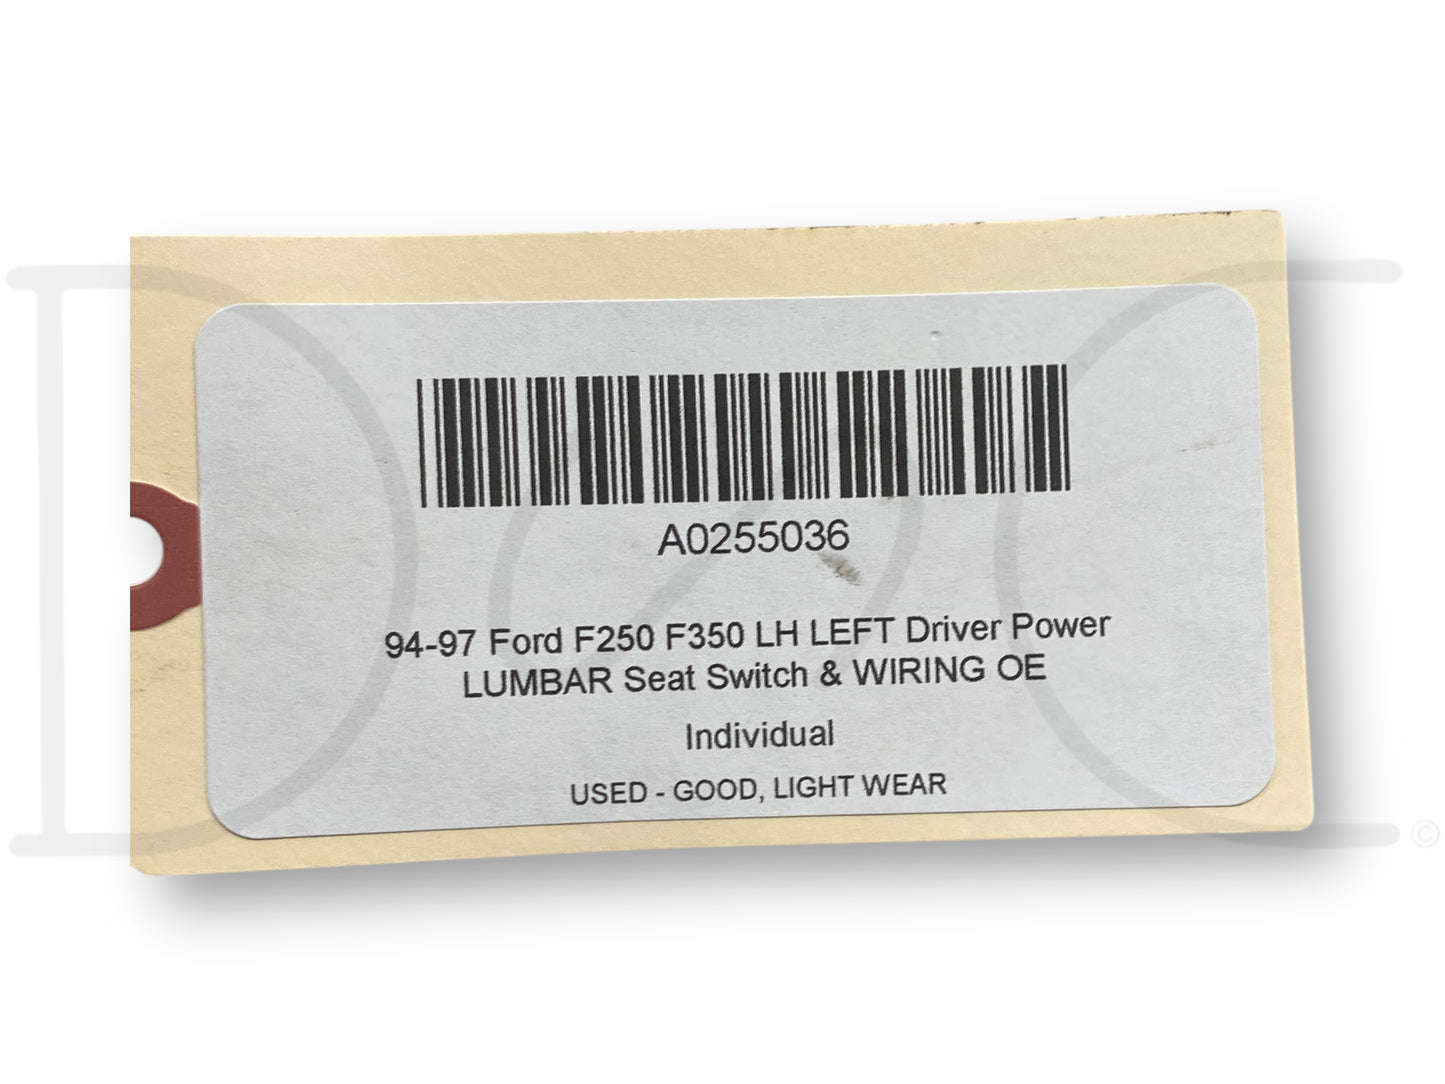 A0255036
94-97 Ford F250 F350 LH LEFT Driver Power
LUMBAR Seat Switch & WIRING OE
Individual
USED - GOOD, LIGHT WEAR
©